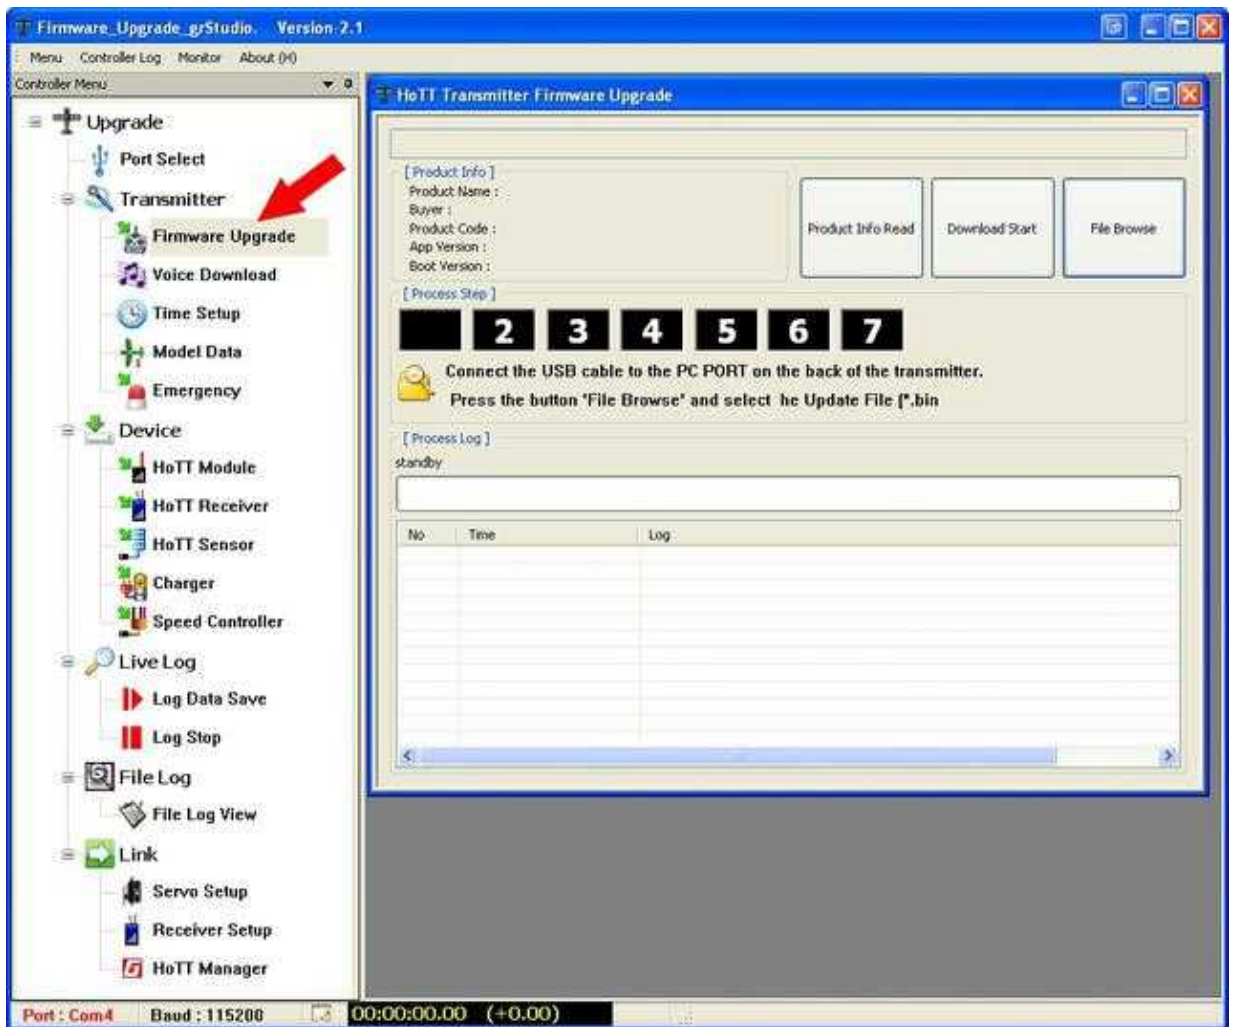 Firmware_Upgrade_grStudio. Version-2.1
Menu Controller Log Monitor About (H)
Controller Menu
Upgrade
Port Select
Transmitter
Firmware Upgrade
Voice Download
Time Setup
Model Data
Emergency
Device
HoTT Module
HoTT Receiver
HoTT Sensor
Charger
Speed Controller
Live Log
Log Data Save
Log Stop
File Log
File Log View
Link
Servo Setup
Receiver Setup
HoTT Manager
HoTT Transmitter Firmware Upgrade
[ Product Info ]
Product Name :
Buyer :
Product Code :
App Version :
Boot Version :
Product Info Read Download Start File Browse
[ Process Step ]
2 3 4 5 6 7
Connect the USB cable to the PC PORT on the back of the transmitter.
Press the button 'File Browse' and select he Update File (*.bin
[ Process Log ]
standby
No Time Log
Port : Com4 Baud : 115200 00:00:00.00 (+0.00)